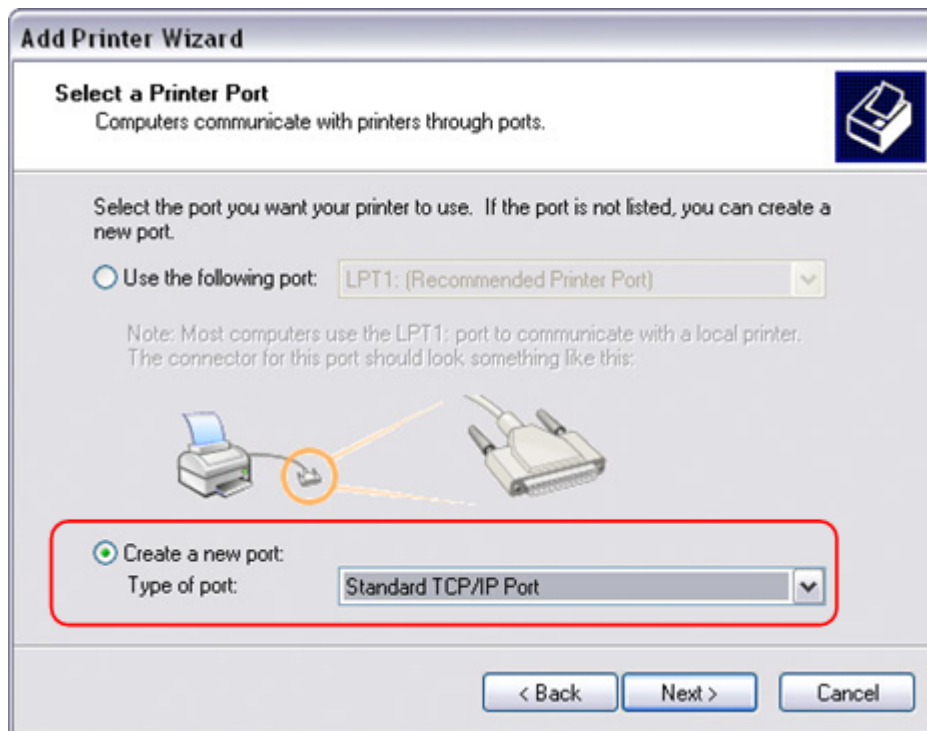 Add Printer Wizard
Select a Printer Port
Computers communicate with printers through ports.
Select the port you want your printer to use.  If the port is not listed, you can create a
new port.
Use the following port: LPT1: (Recommended Printer Port)
Note: Most computers use the LPT1: port to communicate with a local printer.
The connector for this port should look something like this:
Create a new port:
Type of port: Standard TCP/IP Port
< Back Next > Cancel